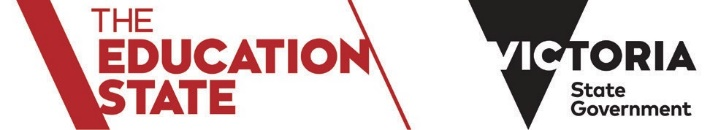 THE
EDUCATION
STATE
VICTORIA
State
Government